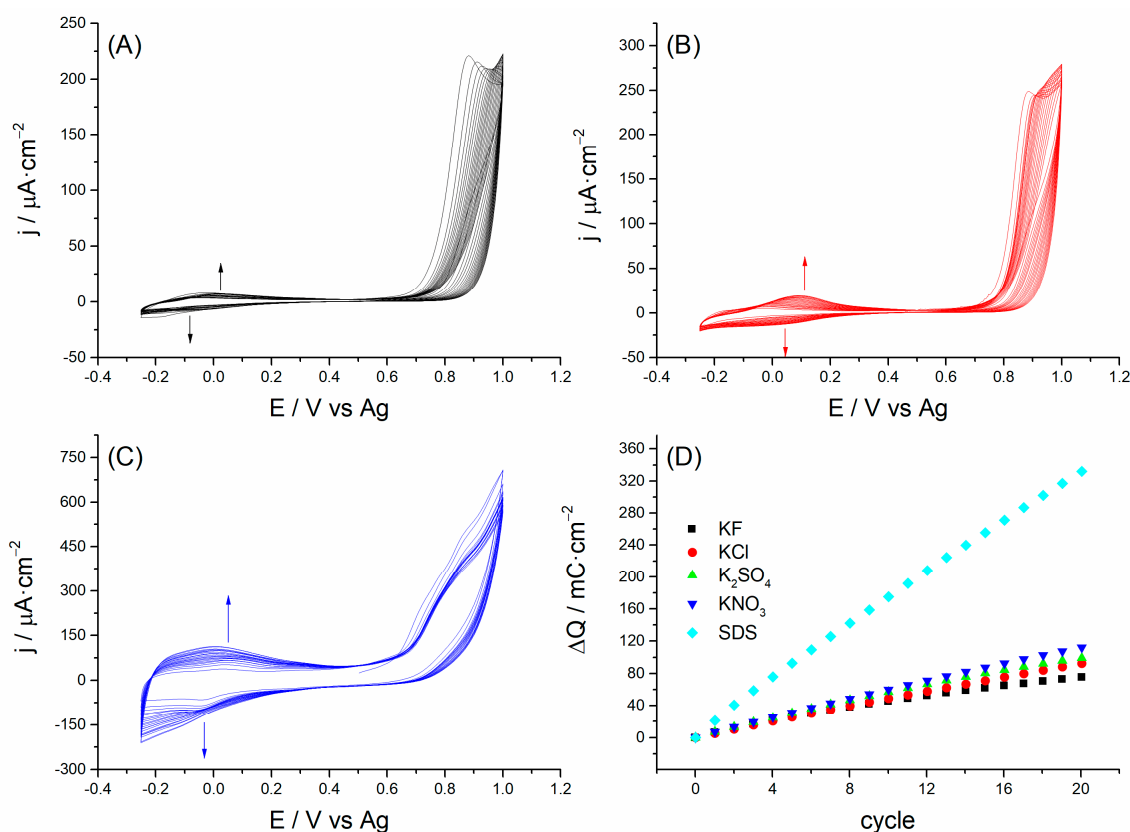 (A)
j / μA·cm−2
250
200
150
100
50
0
-50
-0.4 -0.2 0.0 0.2 0.4 0.6 0.8 1.0 1.2
E / V vs Ag
(B)
j / μA·cm−2
300
250
200
150
100
50
0
-50
-0.4 -0.2 0.0 0.2 0.4 0.6 0.8 1.0 1.2
E / V vs Ag
(C)
j / μA·cm−2
750
600
450
300
150
0
-150
-300
-0.4 -0.2 0.0 0.2 0.4 0.6 0.8 1.0 1.2
E / V vs Ag
(D)
ΔQ / mC·cm−2
360
320
280
240
200
160
120
80
40
0
KF
KCl
K2SO4
KNO3
SDS
0 4 8 12 16 20
cycle